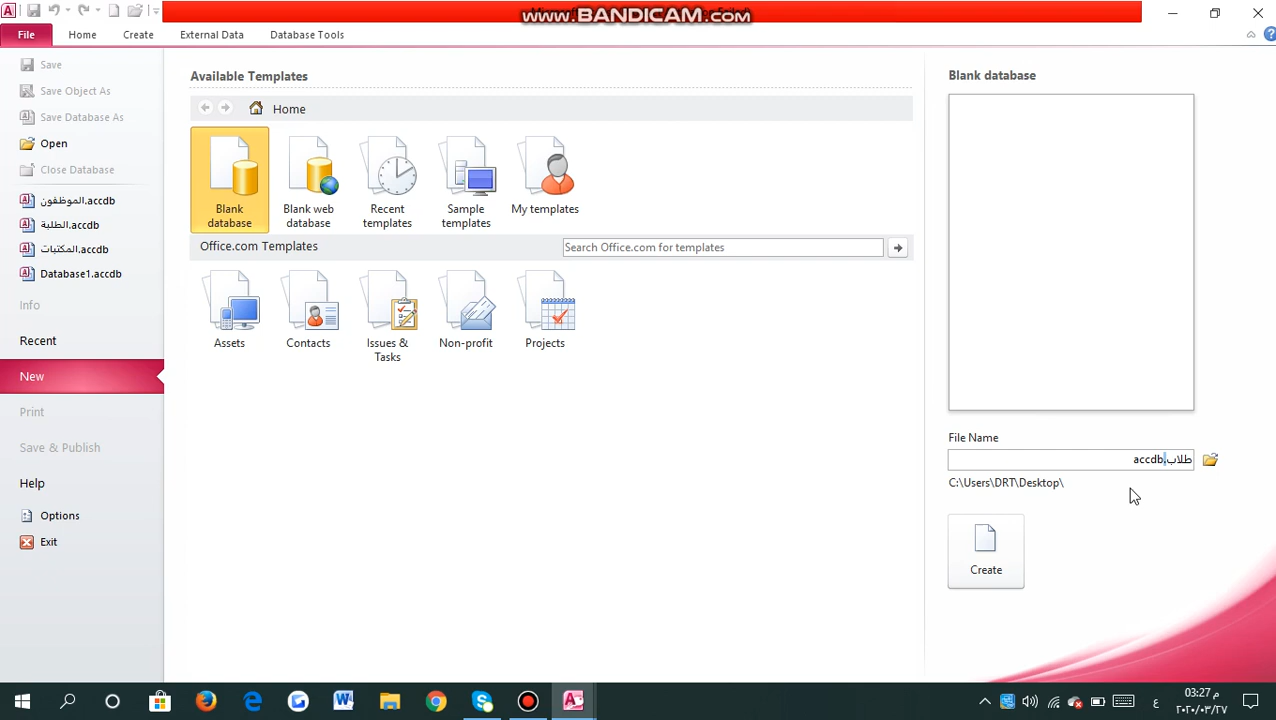 www.BANDICAM.com
File Home Create External Data Database Tools
Save
Save Object As
Save Database As
Open
Close Database
الموظفون.accdb
الطلبة.accdb
المكتبات.accdb
Database1.accdb
Info
Recent
New
Print
Save & Publish
Help
Options
Exit
Available Templates
Home
Blank database
Blank web database
Recent templates
Sample templates
My templates
Office.com Templates
Search Office.com for templates
Assets
Contacts
Issues & Tasks
Non-profit
Projects
Blank database
File Name
طلاب.accdb
C:\Users\DRT\Desktop\
Create
ع
03:27 م
٢٠٢٠/٠٣/٢٧